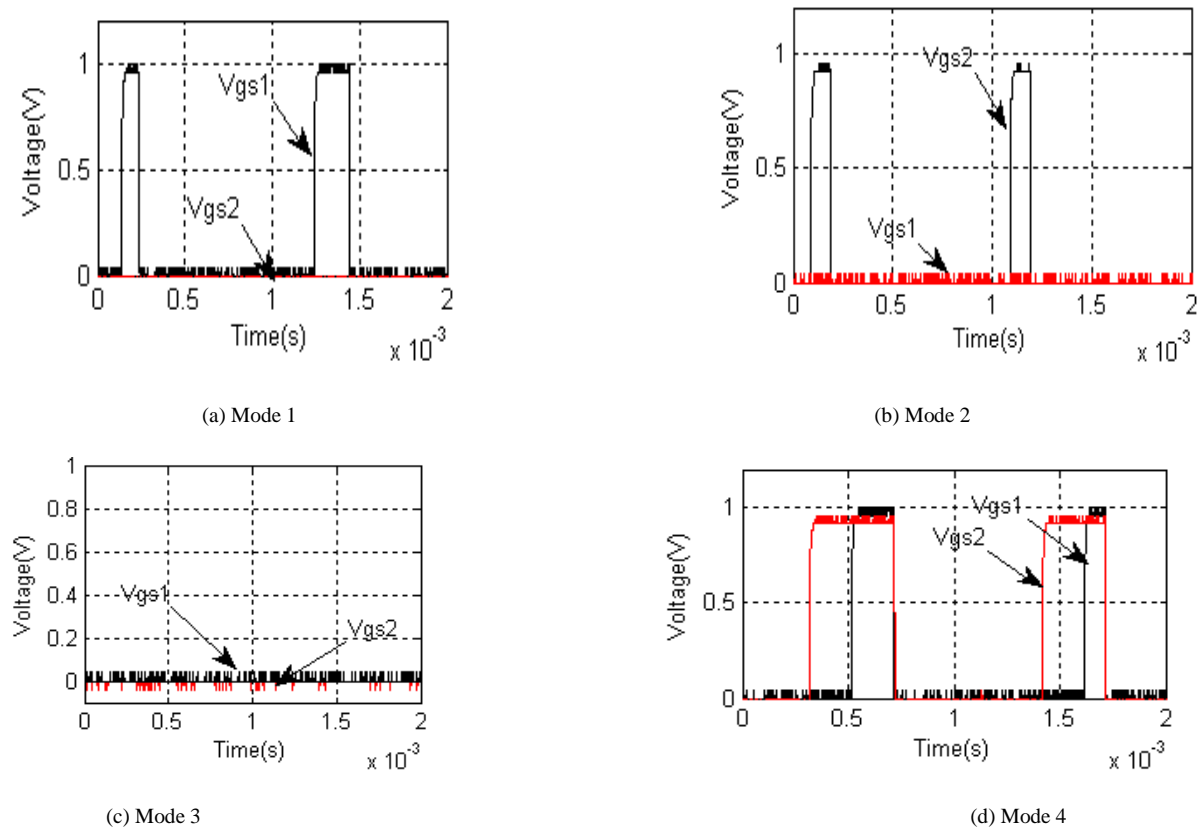 1
0.5
0
Voltage(V)
Vgs1
Vgs2
0 0.5 1 1.5 2
Time(s)
x 10-3
(a) Mode 1
1
0.5
0
Voltage(V)
Vgs2
Vgs1
0 0.5 1 1.5 2
Time(s)
x 10-3
(b) Mode 2
1
0.8
0.6
0.4
0.2
0
Voltage(V)
Vgs1
Vgs2
0 0.5 1 1.5 2
Time(s)
x 10-3
(c) Mode 3
1
0.5
0
Voltage(V)
Vgs1
Vgs2
0 0.5 1 1.5 2
Time(s)
x 10-3
(d) Mode 4